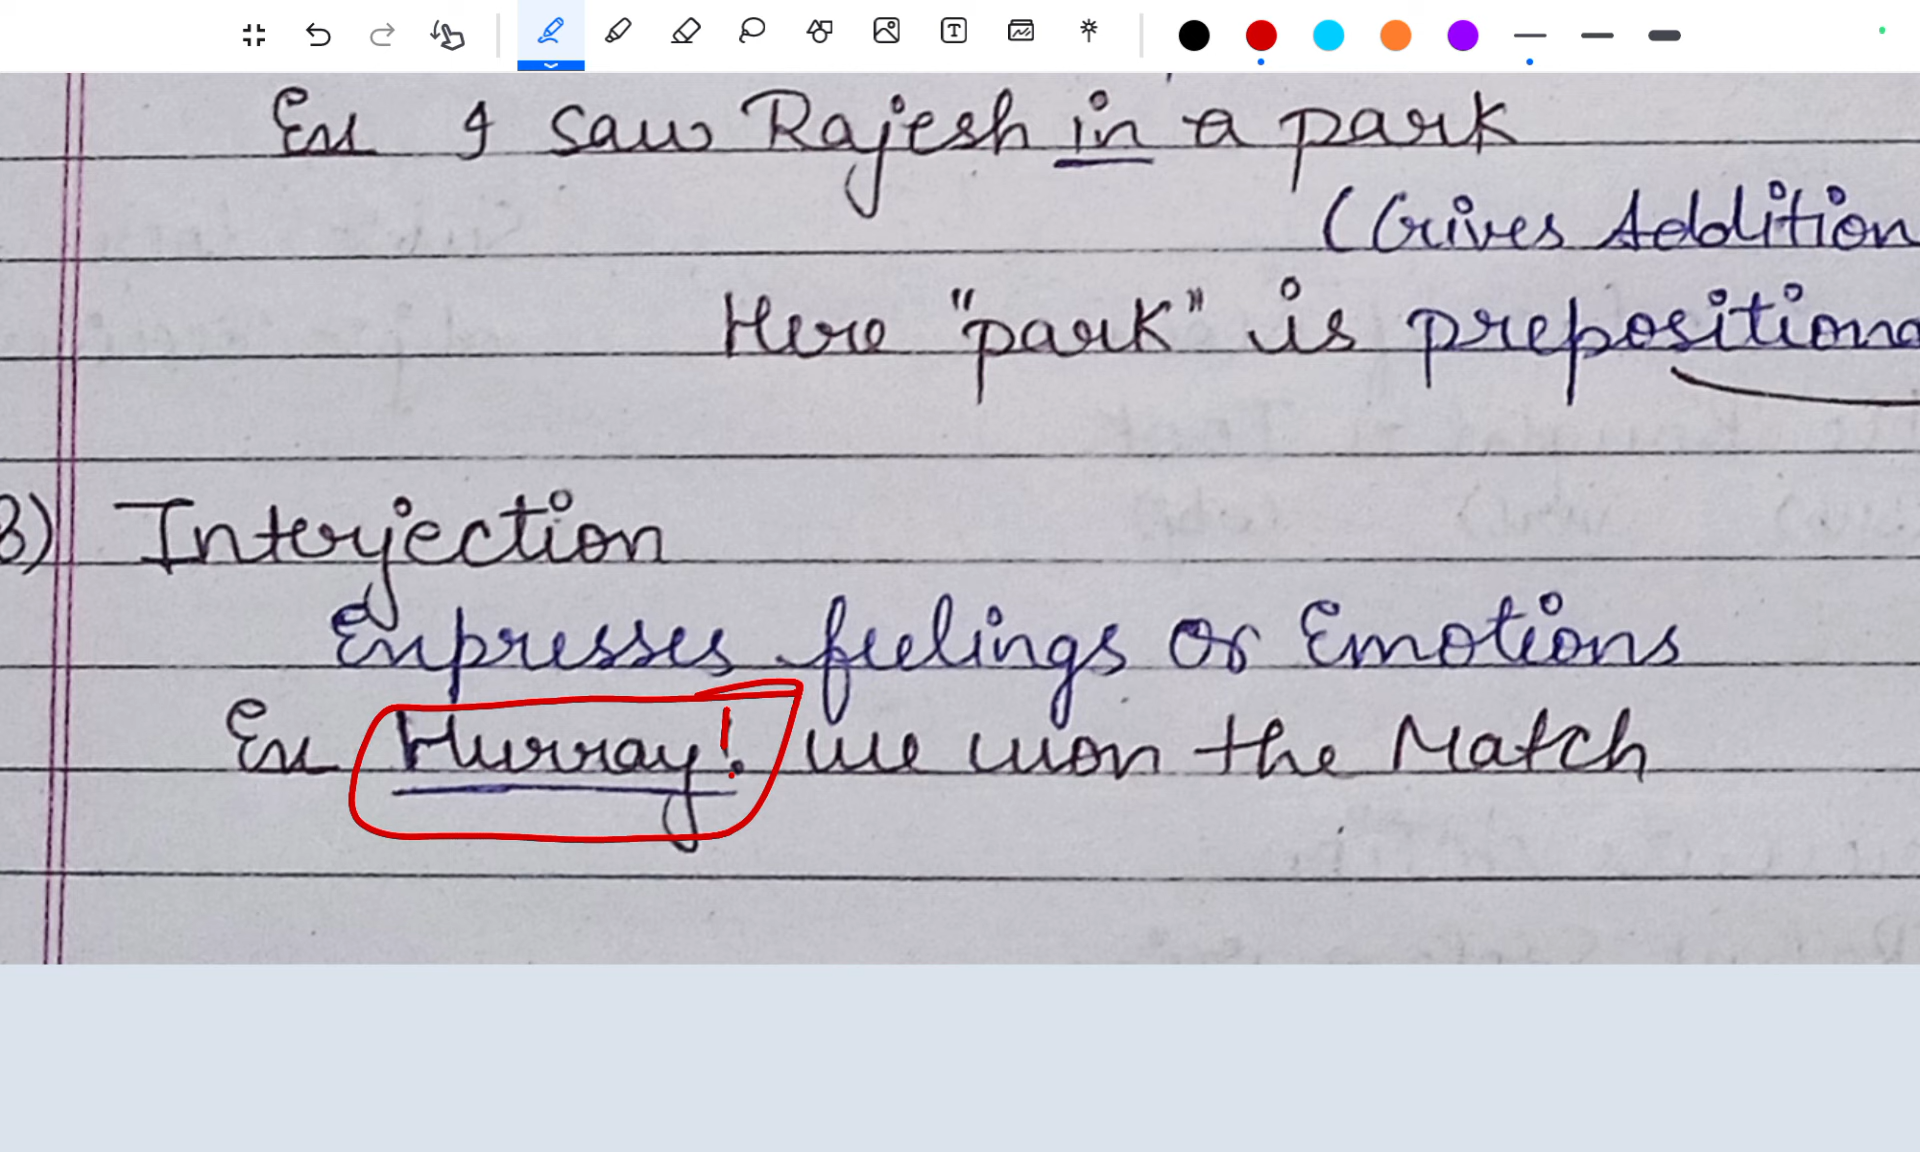 Ex I saw Rajesh in a park
(Gives Addition
Here "park" is prepositiona
8) Interjection
Expresses feelings or Emotions
Ex Hurray! we won the Match